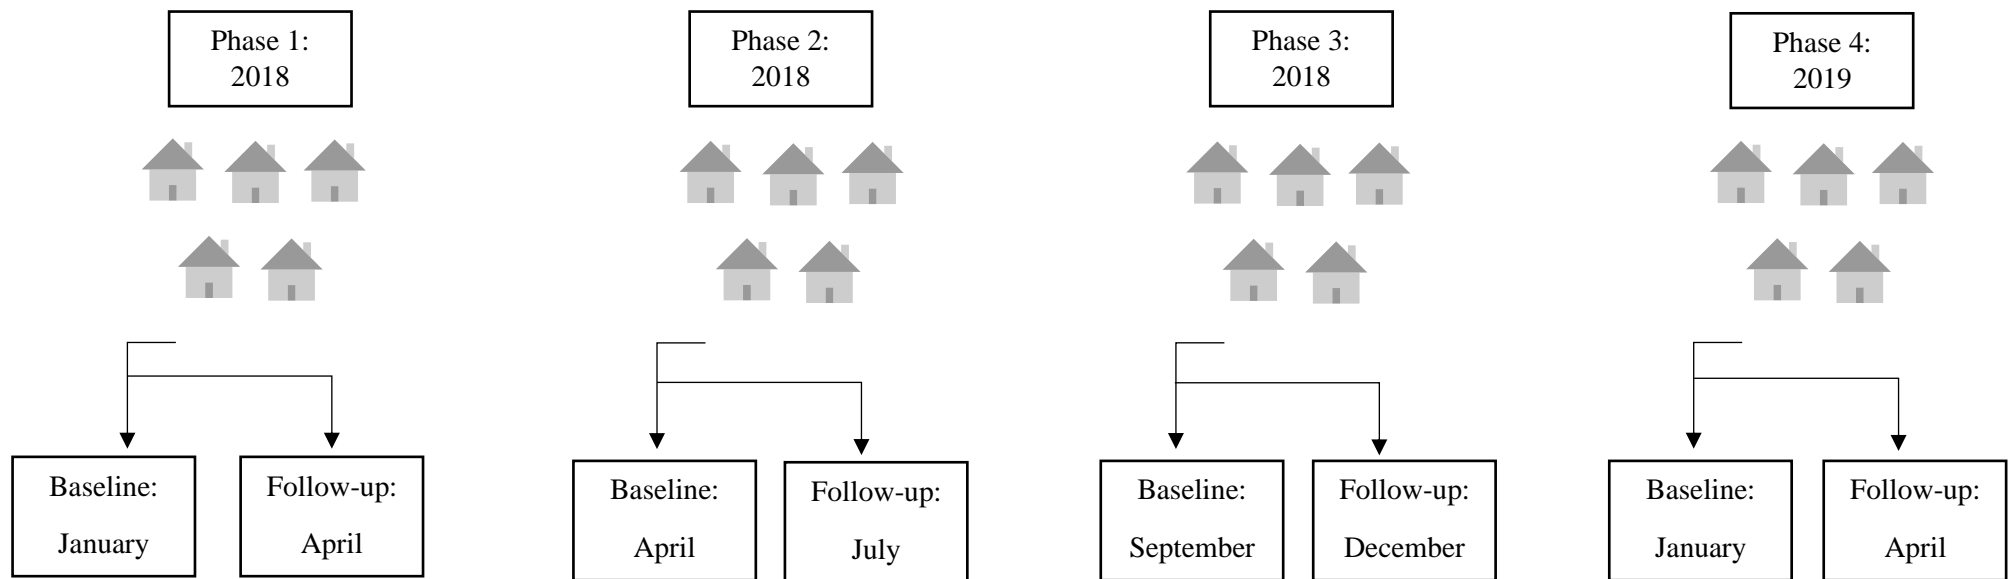 Phase 1:
2018
Phase 2:
2018
Phase 3:
2018
Phase 4:
2019
Baseline:
January
Follow-up:
April
Baseline:
April
Follow-up:
July
Baseline:
September
Follow-up:
December
Baseline:
January
Follow-up:
April